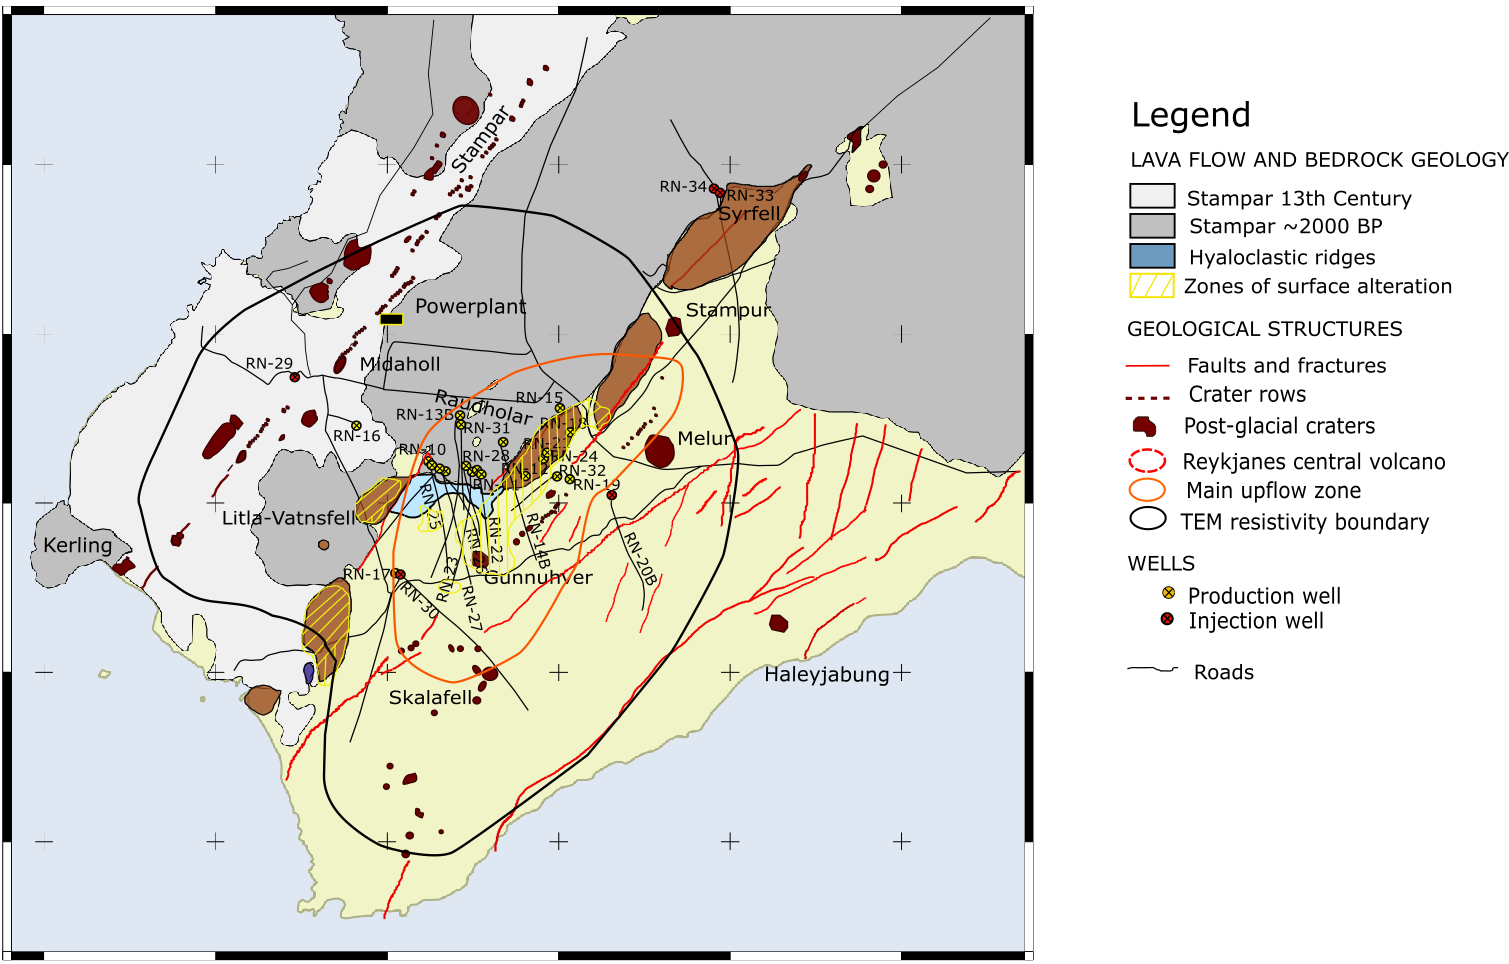 Stampar
RN-34
RN-33
Syrfell
Powerplant
Stampur
RN-29
Midaholl
Raudholar
RN-15
RN-13B
RN-31
RN-16
Melur
RN-10
RN-28
RN-24
RN-12
RN-32
RN-19
Litla-Vatnsfell
RN-22
RN-14B
RN-20B
Kerling
RN-17
Gunnuhver
RN-23
RN-30
RN-27
Skalafell
Haleyjabung
Legend
LAVA FLOW AND BEDROCK GEOLOGY
Stampar 13th Century
Stampar ~2000 BP
Hyaloclastic ridges
Zones of surface alteration
GEOLOGICAL STRUCTURES
Faults and fractures
Crater rows
Post-glacial craters
Reykjanes central volcano
Main upflow zone
TEM resistivity boundary
WELLS
Production well
Injection well
Roads